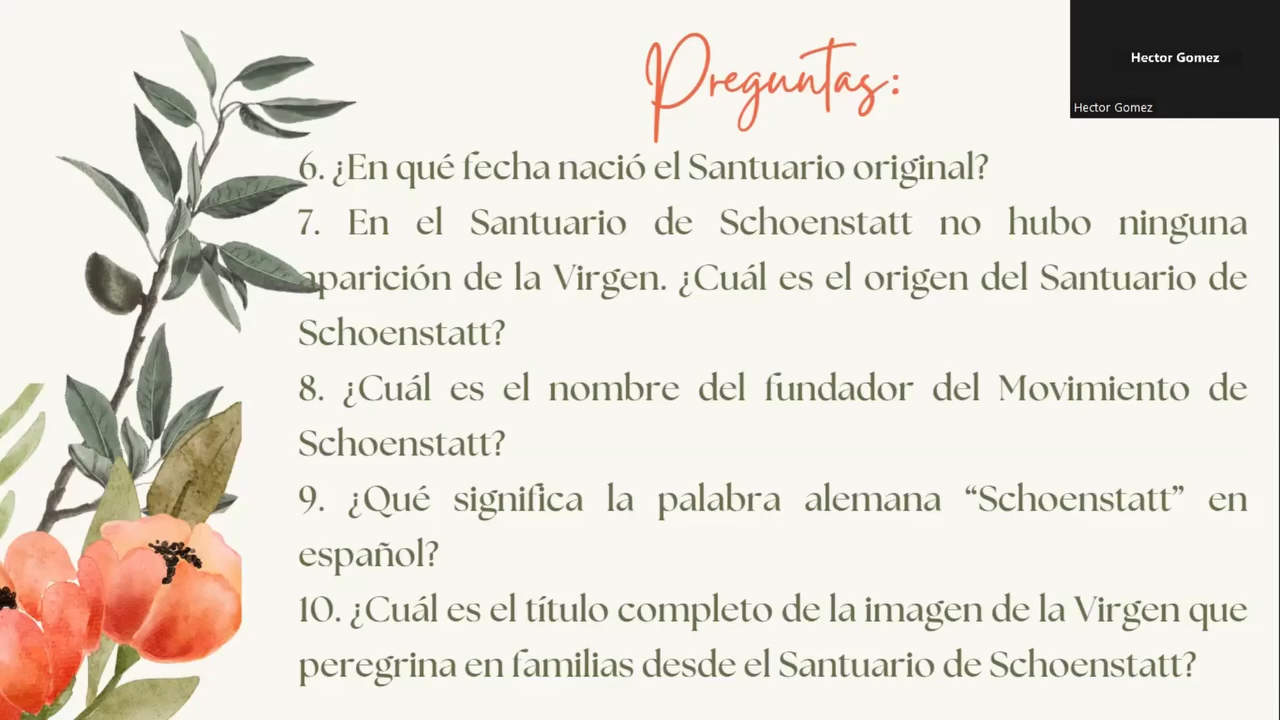 Preguntas:
Hector Gomez
Hector Gomez
6. ¿En qué fecha nació el Santuario original?
7. En el Santuario de Schoenstatt no hubo ninguna
aparición de la Virgen. ¿Cuál es el origen del Santuario de
Schoenstatt?
8. ¿Cuál es el nombre del fundador del Movimiento de
Schoenstatt?
9. ¿Qué significa la palabra alemana “Schoenstatt” en
español?
10. ¿Cuál es el título completo de la imagen de la Virgen que
peregrina en familias desde el Santuario de Schoenstatt?